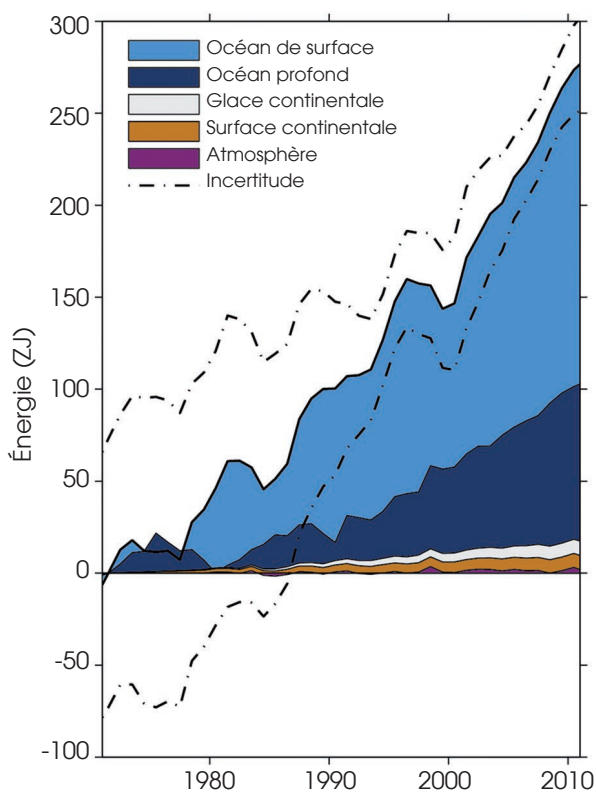 Énergie (ZJ)
300
250
200
150
100
50
0
-50
-100
Océan de surface
Océan profond
Glace continentale
Surface continentale
Atmosphère
Incertitude
1980
1990
2000
2010